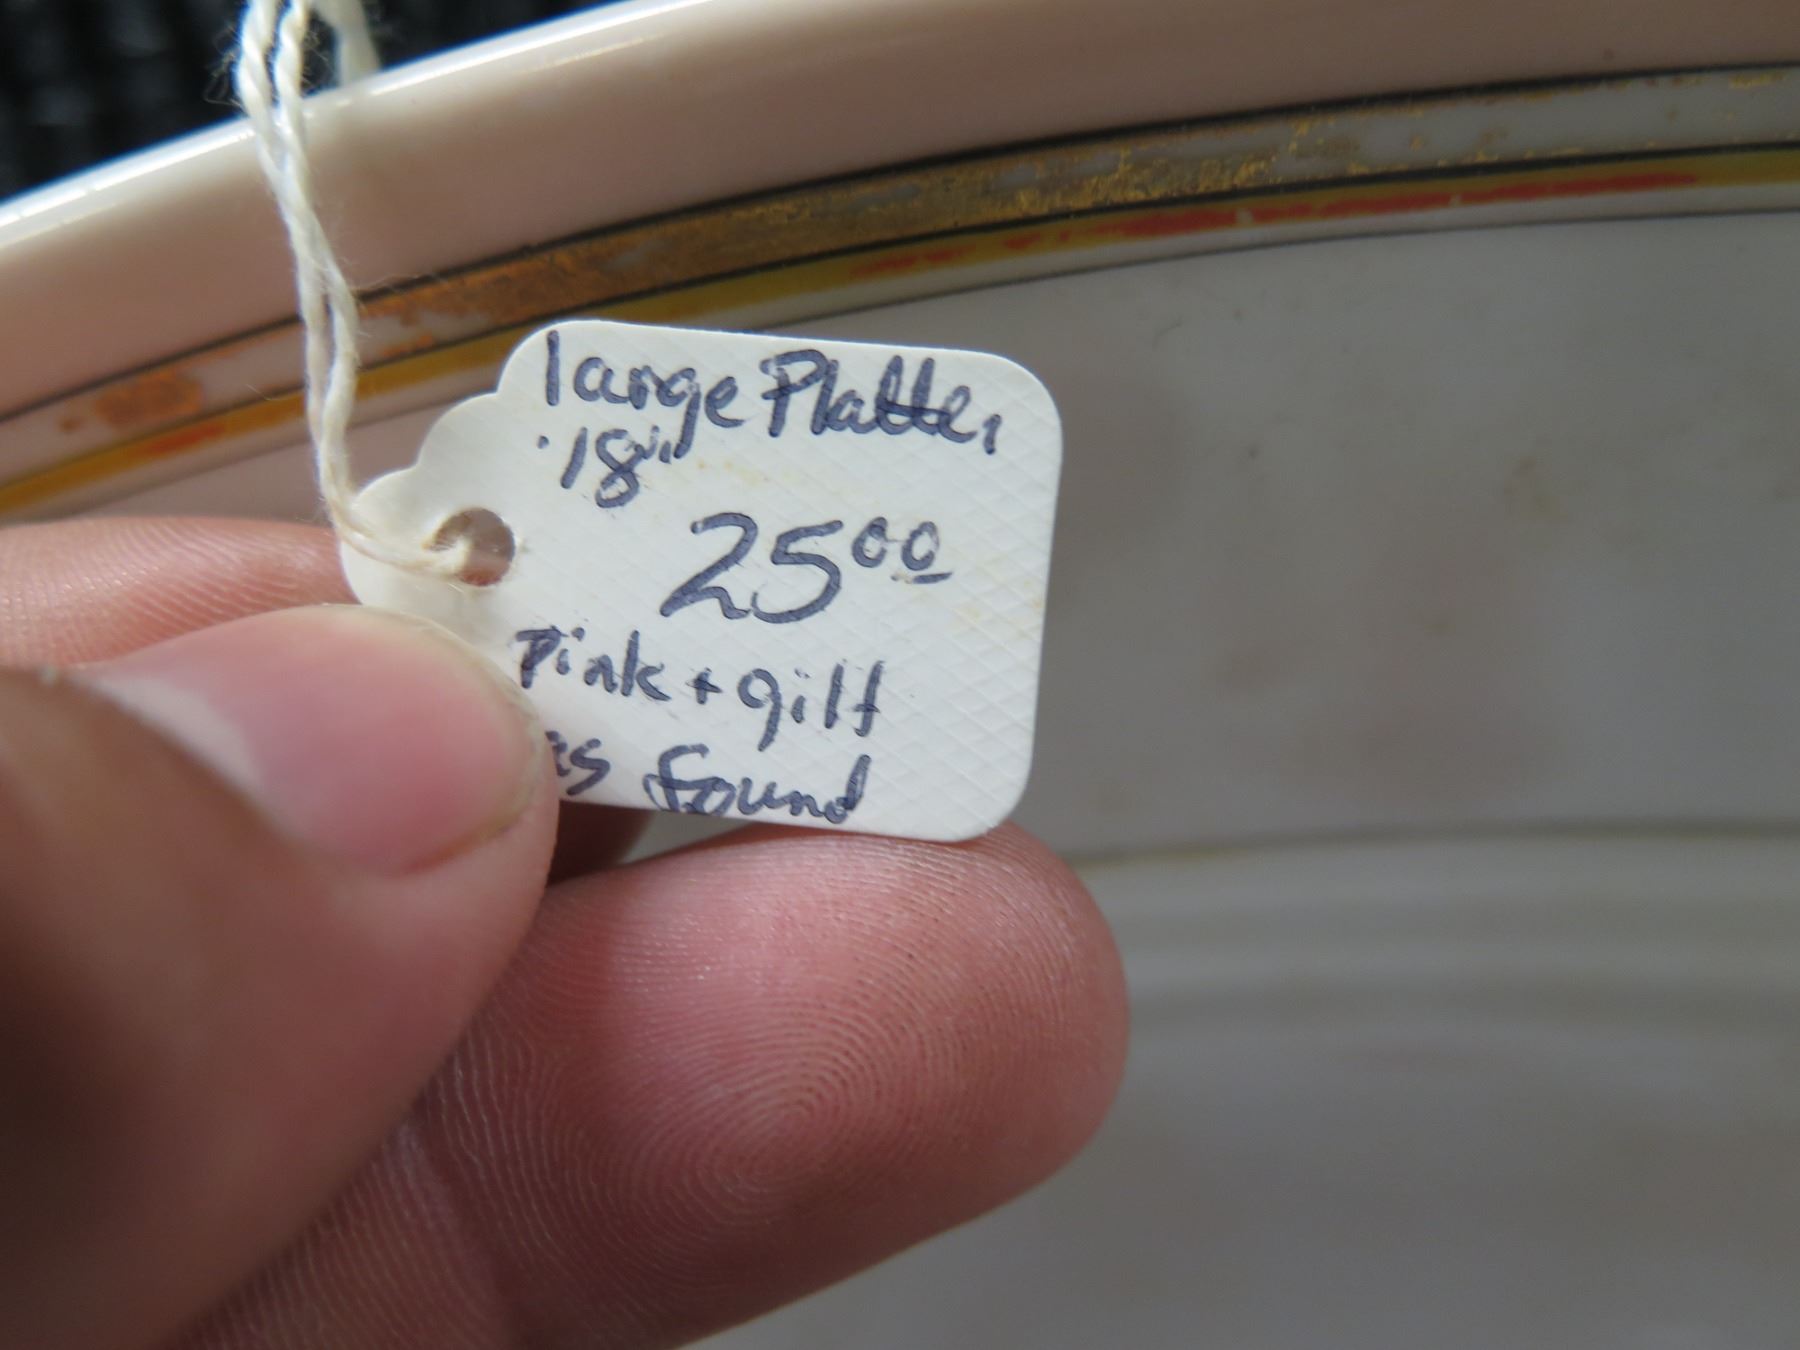 large Platter
18"
25 00
Pink + gilt
as found